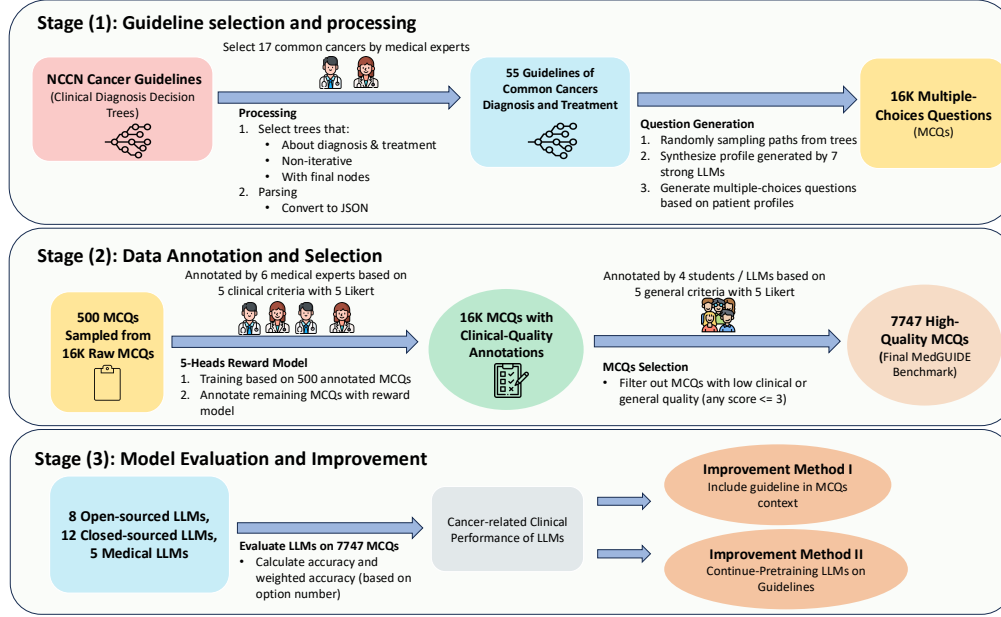 Stage (1): Guideline selection and processing
Select 17 common cancers by medical experts
NCCN Cancer Guidelines
(Clinical Diagnosis Decision
Trees)
Processing
1. Select trees that:
• About diagnosis & treatment
• Non-iterative
• With final nodes
2. Parsing
• Convert to JSON
55 Guidelines of
Common Cancers
Diagnosis and Treatment
Question Generation
1. Randomly sampling paths from trees
2. Synthesize profile generated by 7
strong LLMs
3. Generate multiple-choices questions
based on patient profiles
16K Multiple-
Choices Questions
(MCQs)
Stage (2): Data Annotation and Selection
Annotated by 6 medical experts based on
5 clinical criteria with 5 Likert
500 MCQs
Sampled from
16K Raw MCQs
5-Heads Reward Model
1. Training based on 500 annotated MCQs
2. Annotate remaining MCQs with reward
model
16K MCQs with
Clinical-Quality
Annotations
Annotated by 4 students / LLMs based on
5 general criteria with 5 Likert
MCQs Selection
• Filter out MCQs with low clinical or
general quality (any score <= 3)
7747 High-
Quality MCQs
(Final MedGUIDE
Benchmark)
Stage (3): Model Evaluation and Improvement
8 Open-sourced LLMs,
12 Closed-sourced LLMs,
5 Medical LLMs
Evaluate LLMs on 7747 MCQs
• Calculate accuracy and
weighted accuracy (based on
option number)
Cancer-related Clinical
Performance of LLMs
Improvement Method I
Include guideline in MCQs
context
Improvement Method II
Continue-Pretraining LLMs on
Guidelines